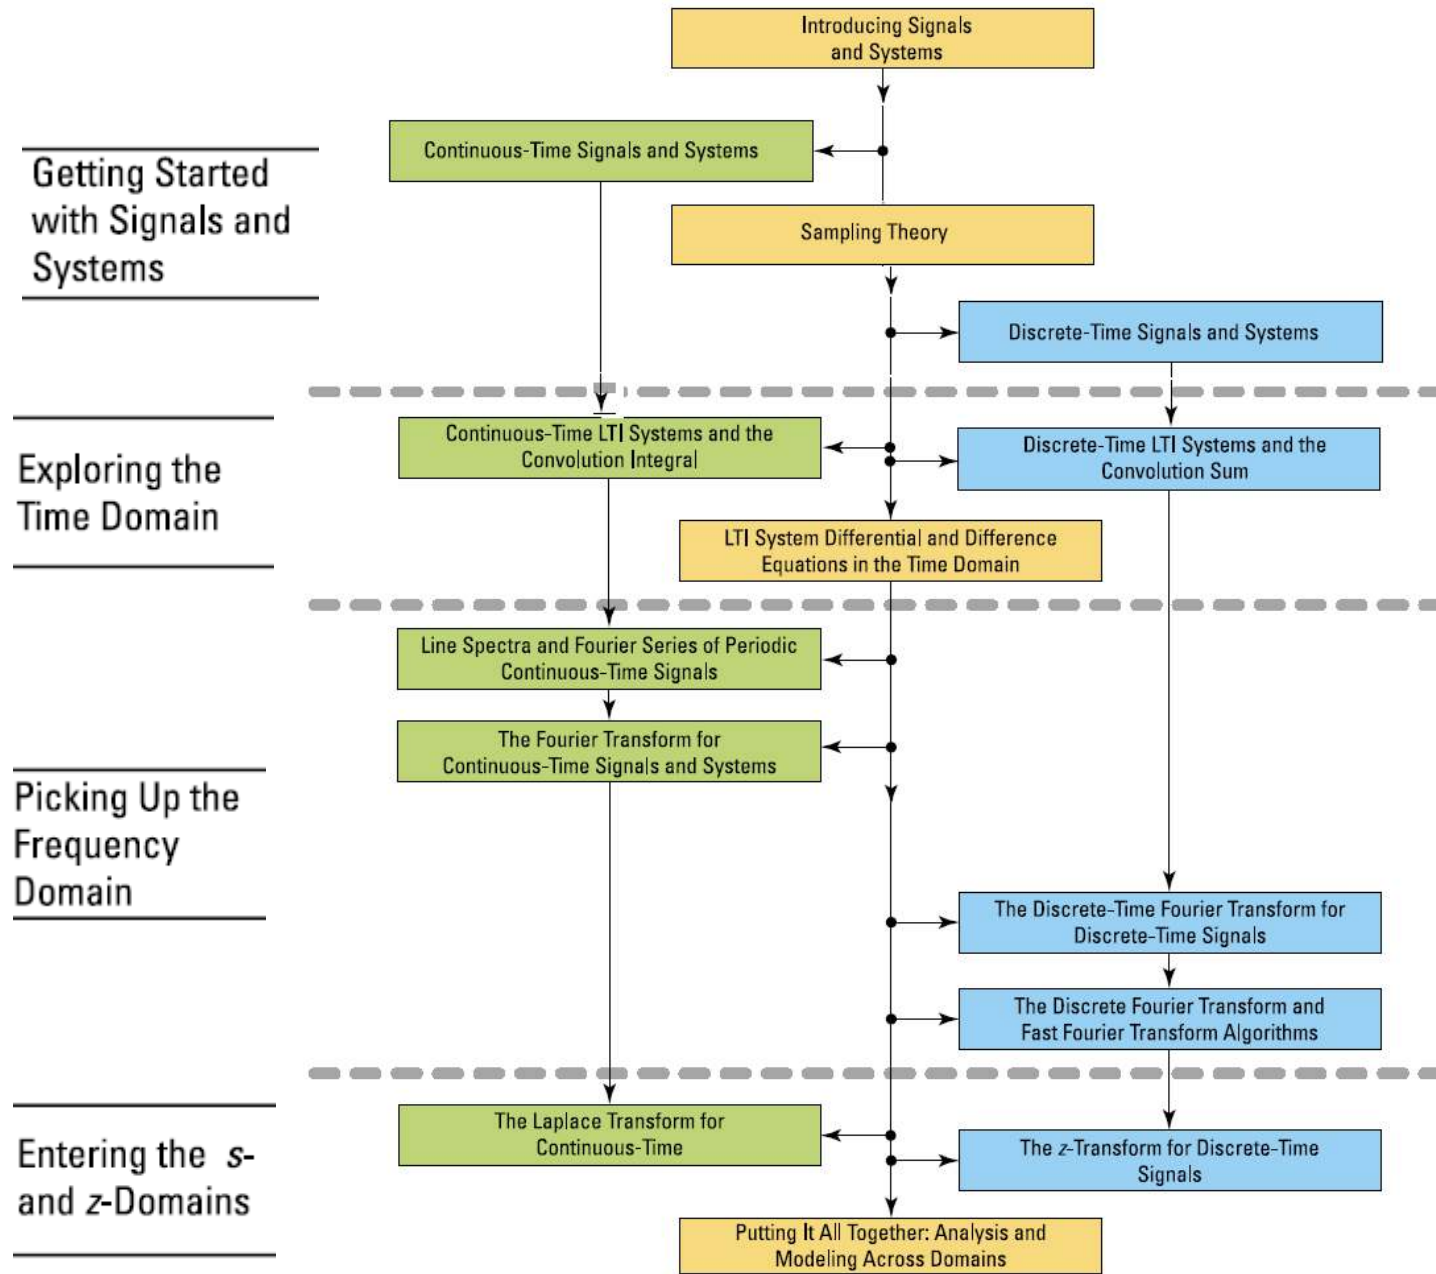 Introducing Signals
and Systems
Continuous-Time Signals and Systems
Getting Started
with Signals and
Systems
Sampling Theory
Discrete-Time Signals and Systems
Continuous-Time LTI Systems and the
Convolution Integral
Discrete-Time LTI Systems and the
Convolution Sum
Exploring the
Time Domain
LTI System Differential and Difference
Equations in the Time Domain
Line Spectra and Fourier Series of Periodic
Continuous-Time Signals
The Fourier Transform for
Continuous-Time Signals and Systems
Picking Up the
Frequency
Domain
The Discrete-Time Fourier Transform for
Discrete-Time Signals
The Discrete Fourier Transform and
Fast Fourier Transform Algorithms
The Laplace Transform for
Continuous-Time
Entering the s-
and z-Domains
The z-Transform for Discrete-Time
Signals
Putting It All Together: Analysis and
Modeling Across Domains